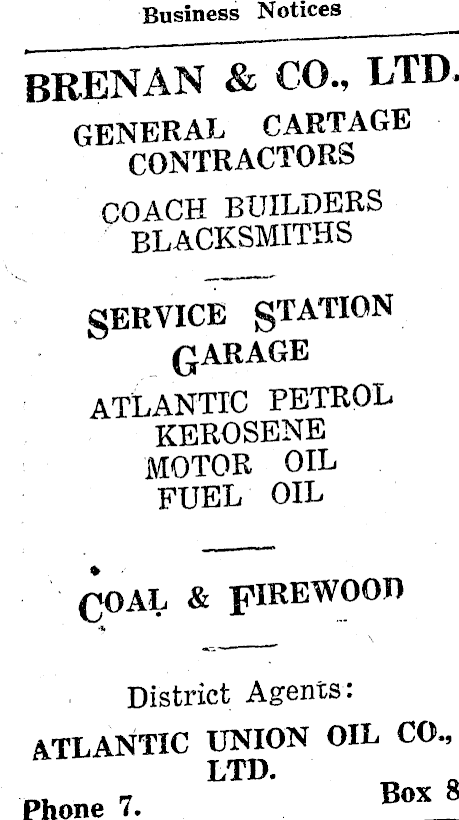 Business Notices
BRENAN & CO., LTD.
GENERAL CARTAGE
CONTRACTORS
COACH BUILDERS
BLACKSMITHS
SERVICE STATION
GARAGE
ATLANTIC PETROL
KEROSENE
MOTOR OIL
FUEL OIL
COAL & FIREWOOD
District Agents:
ATLANTIC UNION OIL CO.,
LTD.
Phone 7. Box 8